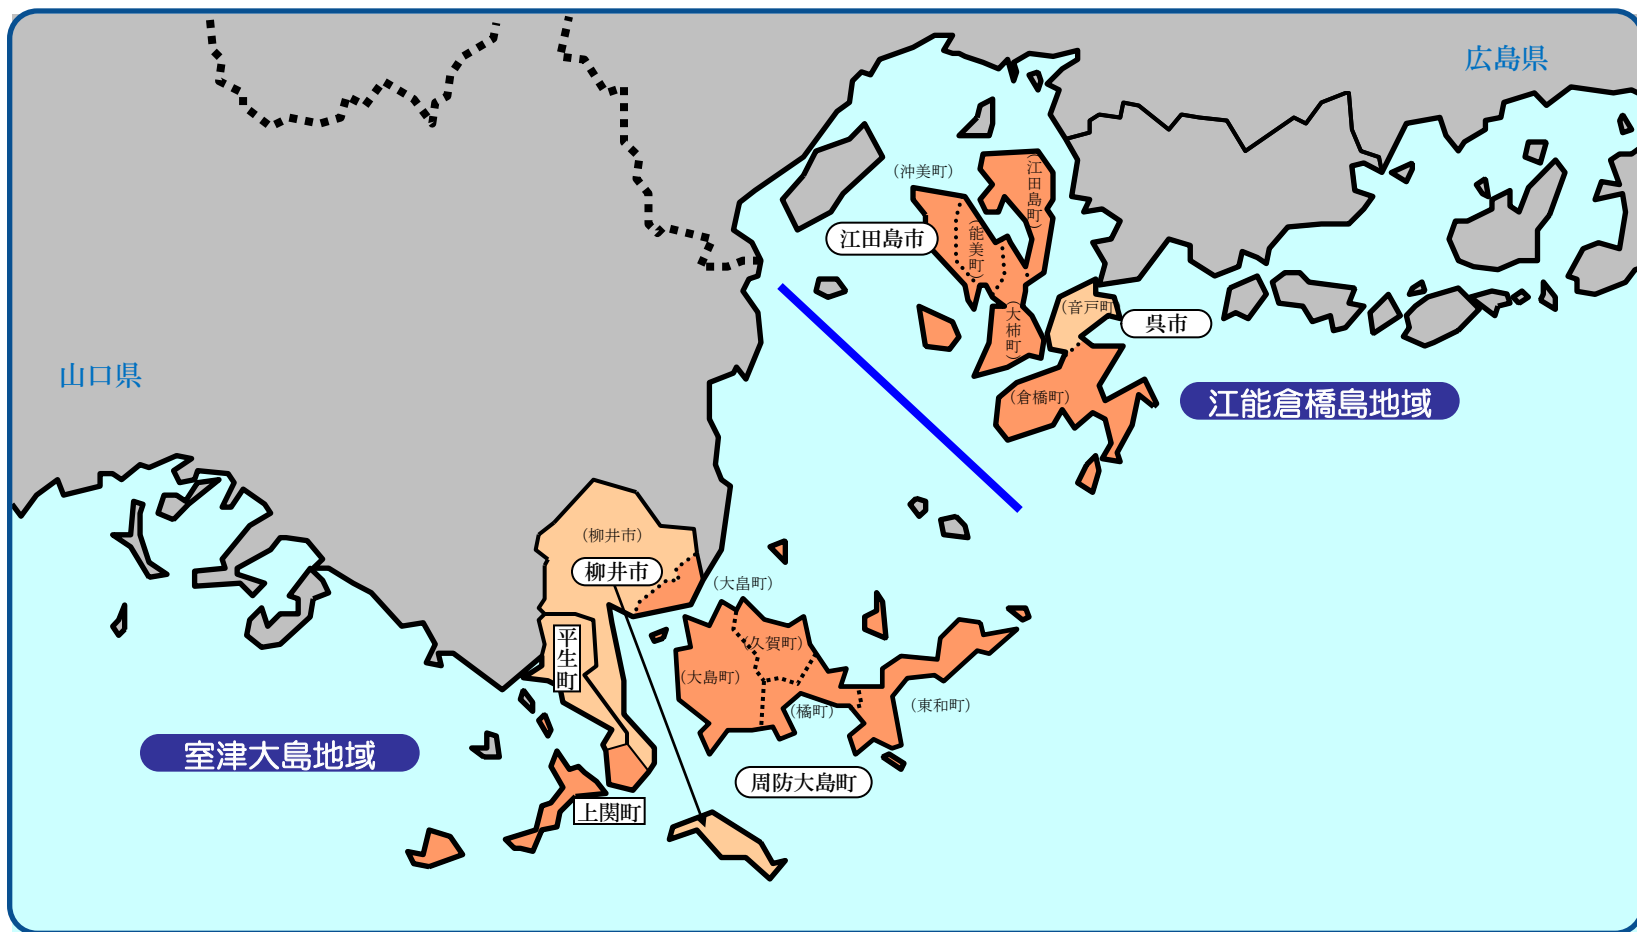 広島県
(沖美町)
(江田島町)
江田島市
(能美町)
(音戸町
呉市
(大柿町)
山口県
(倉橋町)
江能倉橋島地域
(柳井市)
柳井市
(大畠町)
平生町
(久賀町)
(大島町)
(橘町)
(東和町)
室津大島地域
周防大島町
上関町